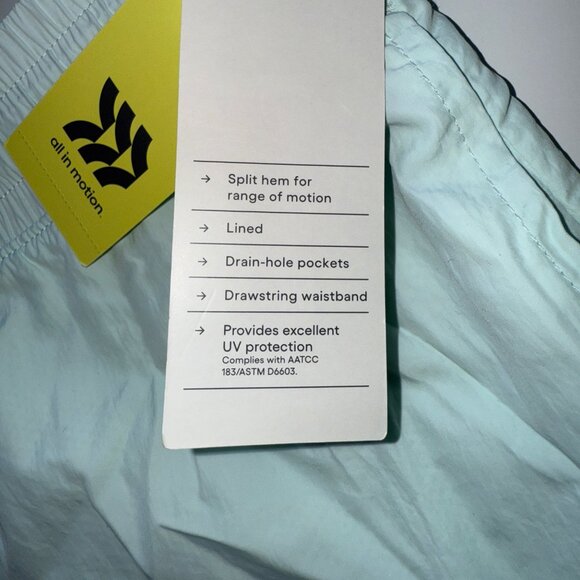 all in motion.
→ Split hem for
range of motion
→ Lined
→ Drain-hole pockets
→ Drawstring waistband
→ Provides excellent
UV protection
Complies with AATCC
183/ASTM D6603.